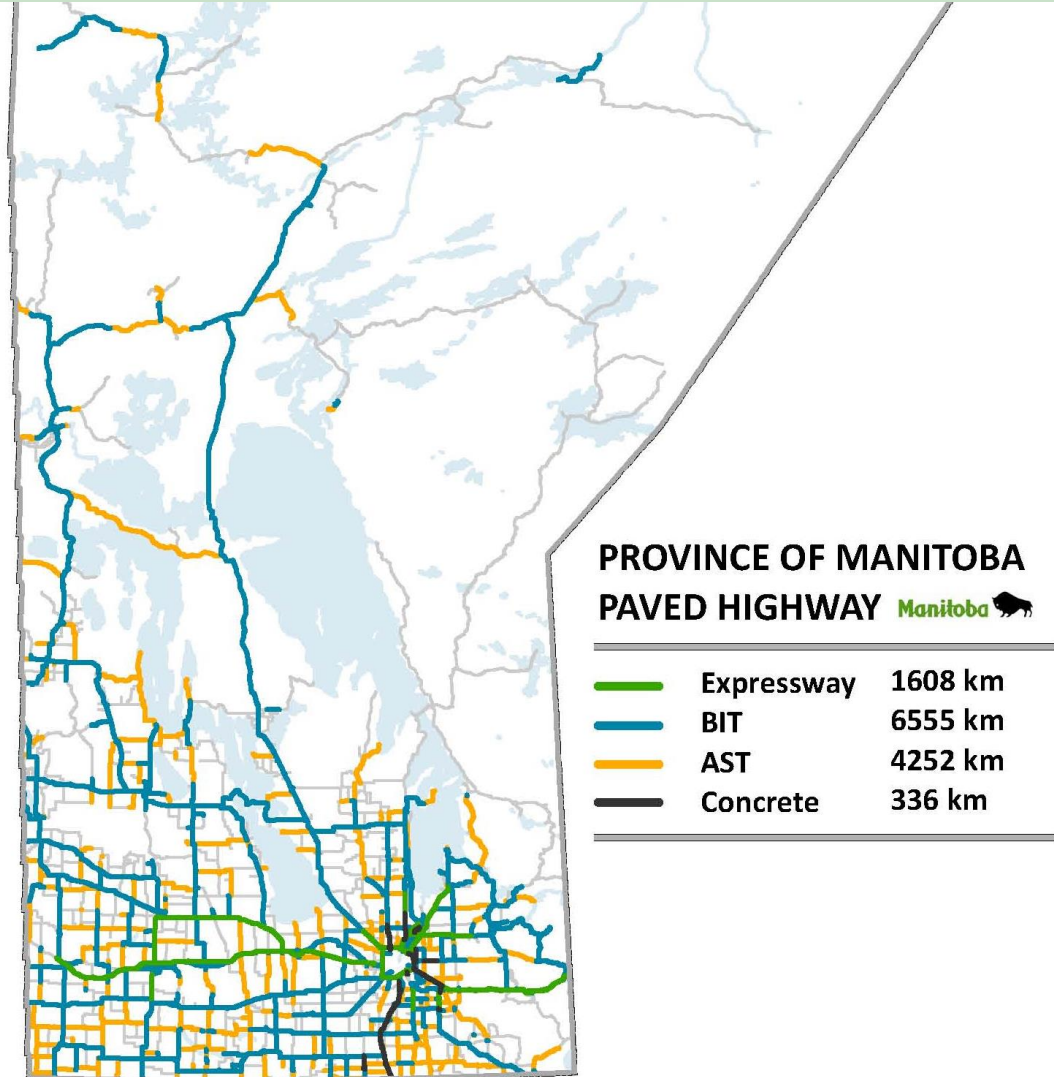 PROVINCE OF MANITOBA
PAVED HIGHWAY Manitoba
Expressway 1608 km
BIT 6555 km
AST 4252 km
Concrete 336 km